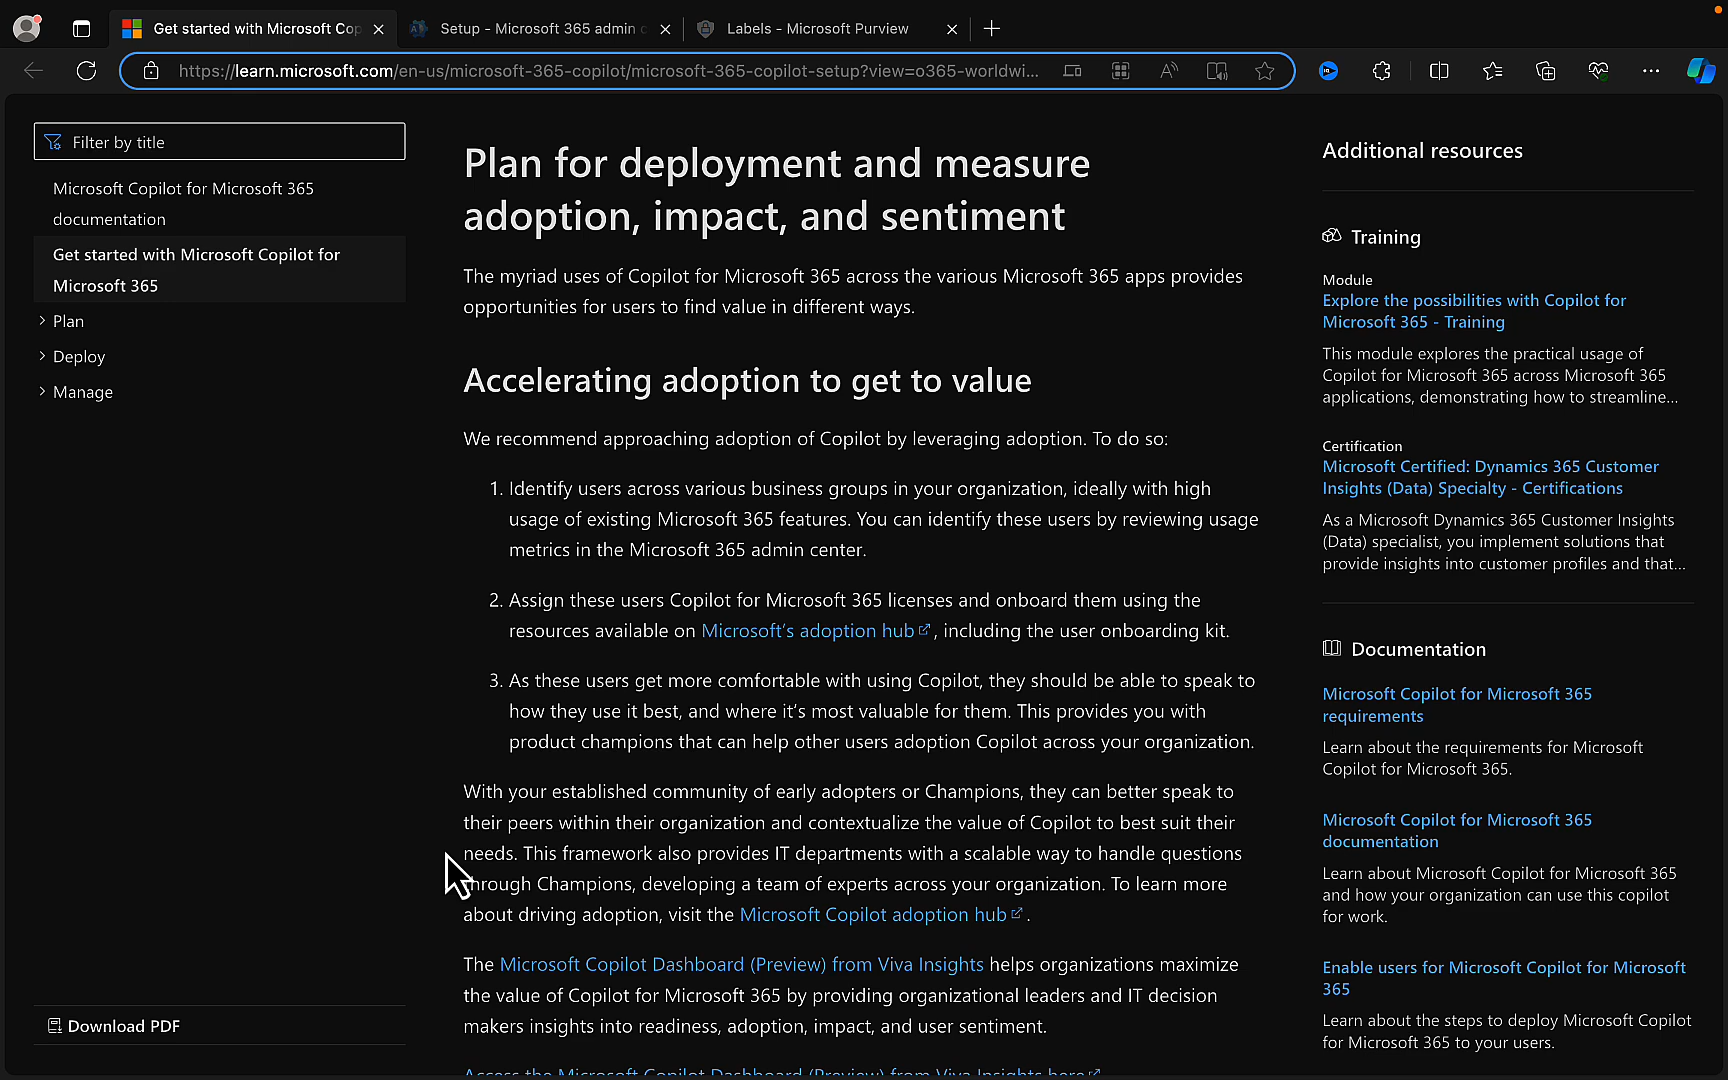 Get started with Microsoft Cop
Setup - Microsoft 365 admin c
Labels - Microsoft Purview
https://learn.microsoft.com/en-us/microsoft-365-copilot/microsoft-365-copilot-setup?view=o365-worldwi...
Filter by title
Microsoft Copilot for Microsoft 365
documentation
Get started with Microsoft Copilot for
Microsoft 365
Plan
Deploy
Manage
Download PDF
Plan for deployment and measure
adoption, impact, and sentiment
The myriad uses of Copilot for Microsoft 365 across the various Microsoft 365 apps provides
opportunities for users to find value in different ways.
Accelerating adoption to get to value
We recommend approaching adoption of Copilot by leveraging adoption. To do so:
1. Identify users across various business groups in your organization, ideally with high
usage of existing Microsoft 365 features. You can identify these users by reviewing usage
metrics in the Microsoft 365 admin center.
2. Assign these users Copilot for Microsoft 365 licenses and onboard them using the
resources available on Microsoft's adoption hub, including the user onboarding kit.
3. As these users get more comfortable with using Copilot, they should be able to speak to
how they use it best, and where it's most valuable for them. This provides you with
product champions that can help other users adoption Copilot across your organization.
With your established community of early adopters or Champions, they can better speak to
their peers within their organization and contextualize the value of Copilot to best suit their
needs. This framework also provides IT departments with a scalable way to handle questions
through Champions, developing a team of experts across your organization. To learn more
about driving adoption, visit the Microsoft Copilot adoption hub.
The Microsoft Copilot Dashboard (Preview) from Viva Insights helps organizations maximize
the value of Copilot for Microsoft 365 by providing organizational leaders and IT decision
makers insights into readiness, adoption, impact, and user sentiment.
Access the Microsoft Copilot Dashboard (Preview) from Viva Insights here
Additional resources
Training
Module
Explore the possibilities with Copilot for
Microsoft 365 - Training
This module explores the practical usage of
Copilot for Microsoft 365 across Microsoft 365
applications, demonstrating how to streamline...
Certification
Microsoft Certified: Dynamics 365 Customer
Insights (Data) Specialty - Certifications
As a Microsoft Dynamics 365 Customer Insights
(Data) specialist, you implement solutions that
provide insights into customer profiles and that...
Documentation
Microsoft Copilot for Microsoft 365
requirements
Learn about the requirements for Microsoft
Copilot for Microsoft 365.
Microsoft Copilot for Microsoft 365
documentation
Learn about Microsoft Copilot for Microsoft 365
and how your organization can use this copilot
for work.
Enable users for Microsoft Copilot for Microsoft
365
Learn about the steps to deploy Microsoft Copilot
for Microsoft 365 to your users.